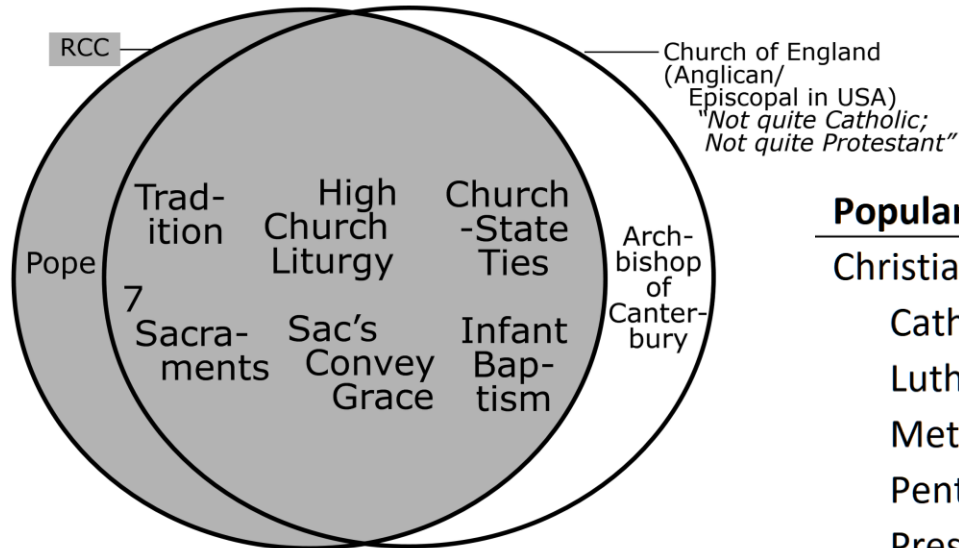 RCC
Church of England
(Anglican/
Episcopal in USA)
"Not quite Catholic;
Not quite Protestant"
Pope
Trad-
ition
High
Church
Liturgy
Church
-State
Ties
7
Sacra-
ments
Sac's
Convey
Grace
Infant
Bap-
tism
Arch-
bishop
of
Canter-
bury
Popular
Christia
Cath
Luth
Met
Pent
Pres